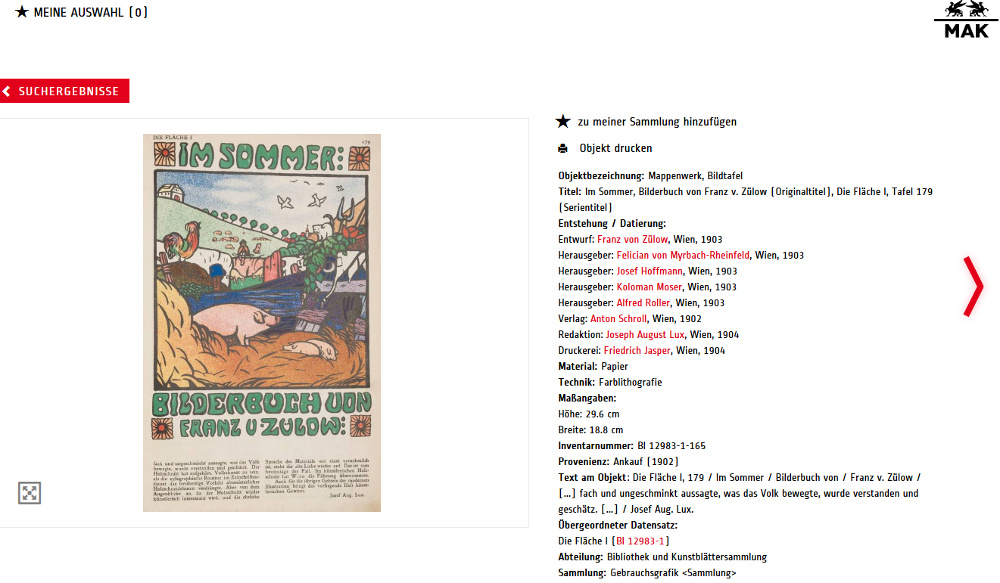 ★ MEINE AUSWAHL (0)
MAK
SUCHERGEBNISSE
DIE FLÄCHE I
179
IM SOMMER:
BILDERBUCH VON
FRANZ V. ZÜLOW:
fach und ungeschminkt aussagte, was das Volk
bewegte, wurde verstanden und geschätzt. Der
Holzschnitt hat aufgehört, Volkskunst zu sein,
als die xylographische Routine im Zeitschriften-
dienst das treuherzige Vorbild altmeisterlicher
Holzschneidekunst verdrängte. Aber von dem
Augenblicke an, da der Holzschnitt wieder
künstlerisch interessant wird, und die ehrliche
Sprache des Materials wie einst vernehmlich
ist, steht die alte Liebe wieder auf. Das ist nun
heutzutage der Fall. Im künstlerischen Holz-
schnitt hat Wien die Führung übernommen.
Auch für die übrigen Gebiete der modernen
Illustration bringt das vorliegende Heft künst-
lerischen Gewinn.
Josef Aug. Lux.
★ zu meiner Sammlung hinzufügen
Objekt drucken
Objektbezeichnung: Mappenwerk, Bildtafel
Titel: Im Sommer, Bilderbuch von Franz v. Zülow (Originaltitel), Die Fläche I, Tafel 179
(Serientitel)
Entstehung / Datierung:
Entwurf: Franz von Zülow, Wien, 1903
Herausgeber: Felician von Myrbach-Rheinfeld, Wien, 1903
Herausgeber: Josef Hoffmann, Wien, 1903
Herausgeber: Koloman Moser, Wien, 1903
Herausgeber: Alfred Roller, Wien, 1903
Verlag: Anton Schroll, Wien, 1902
Redaktion: Joseph August Lux, Wien, 1904
Druckerei: Friedrich Jasper, Wien, 1904
Material: Papier
Technik: Farblithografie
Maßangaben:
Höhe: 29.6 cm
Breite: 18.8 cm
Inventarnummer: BI 12983-1-165
Provenienz: Ankauf (1902)
Text am Objekt: Die Fläche I, 179 / Im Sommer / Bilderbuch von / Franz v. Zülow /
[...] fach und ungeschminkt aussagte, was das Volk bewegte, wurde verstanden und
geschätz. [...] / Josef Aug. Lux.
Übergeordneter Datensatz:
Die Fläche I (BI 12983-1)
Abteilung: Bibliothek und Kunstblättersammlung
Sammlung: Gebrauchsgrafik <Sammlung>